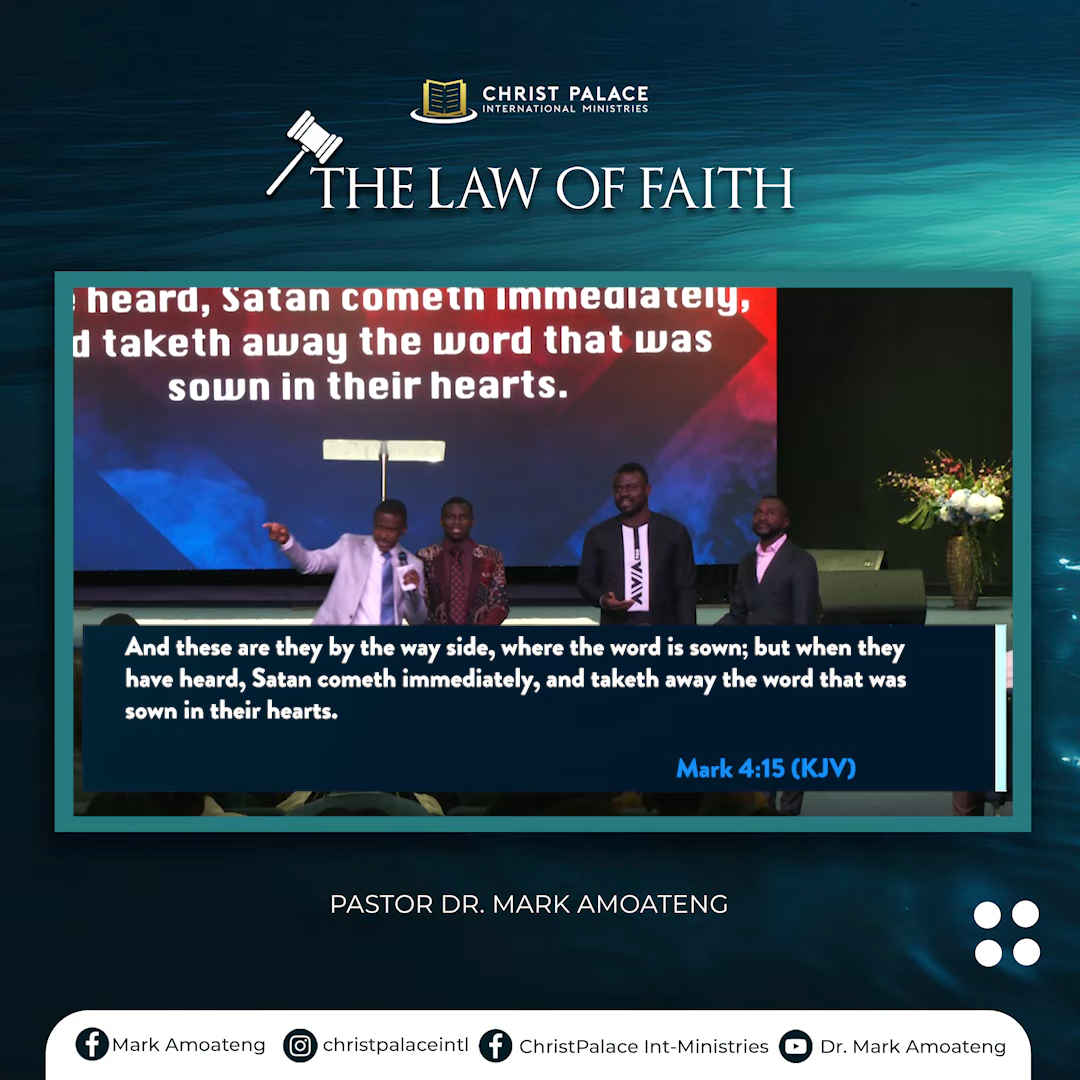 CHRIST PALACE
INTERNATIONAL MINISTRIES
THE LAW OF FAITH
heard, Satan cometh immediately,
d taketh away the word that was
sown in their hearts.
And these are they by the way side, where the word is sown; but when they
have heard, Satan cometh immediately, and taketh away the word that was
sown in their hearts.
Mark 4:15 (KJV)
PASTOR DR. MARK AMOATENG
Mark Amoateng
christpalaceintl
ChristPalace Int-Ministries
Dr. Mark Amoateng